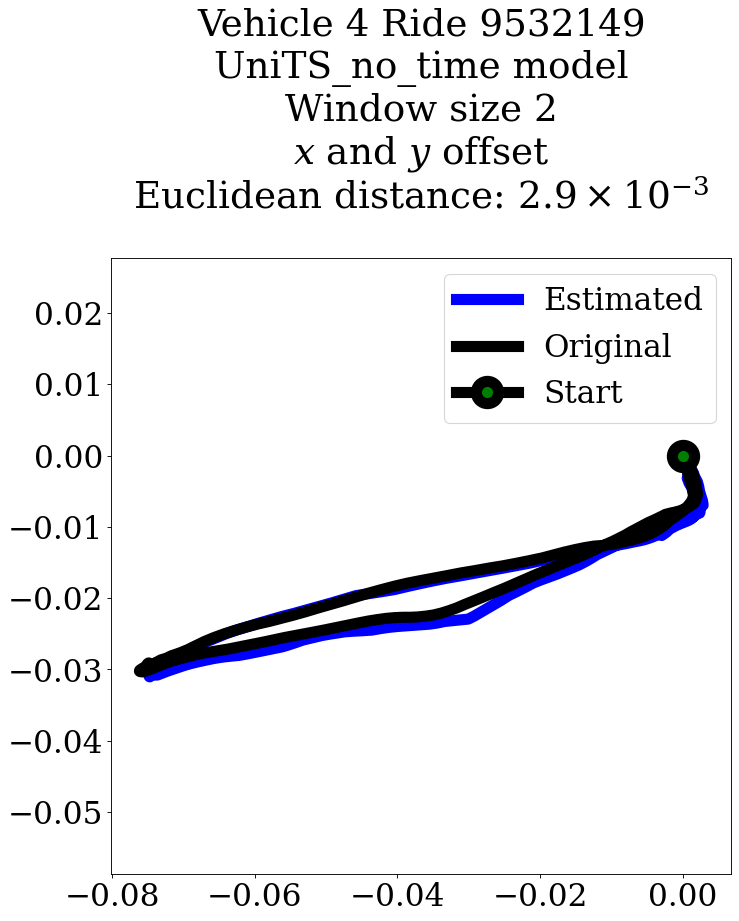 Vehicle 4 Ride 9532149
UniTS_no_time model
Window size 2
x and y offset
Euclidean distance: 2.9 × 10⁻³
Estimated
Original
Start
0.02
0.01
0.00
−0.01
−0.02
−0.03
−0.04
−0.05
−0.08 −0.06 −0.04 −0.02 0.00